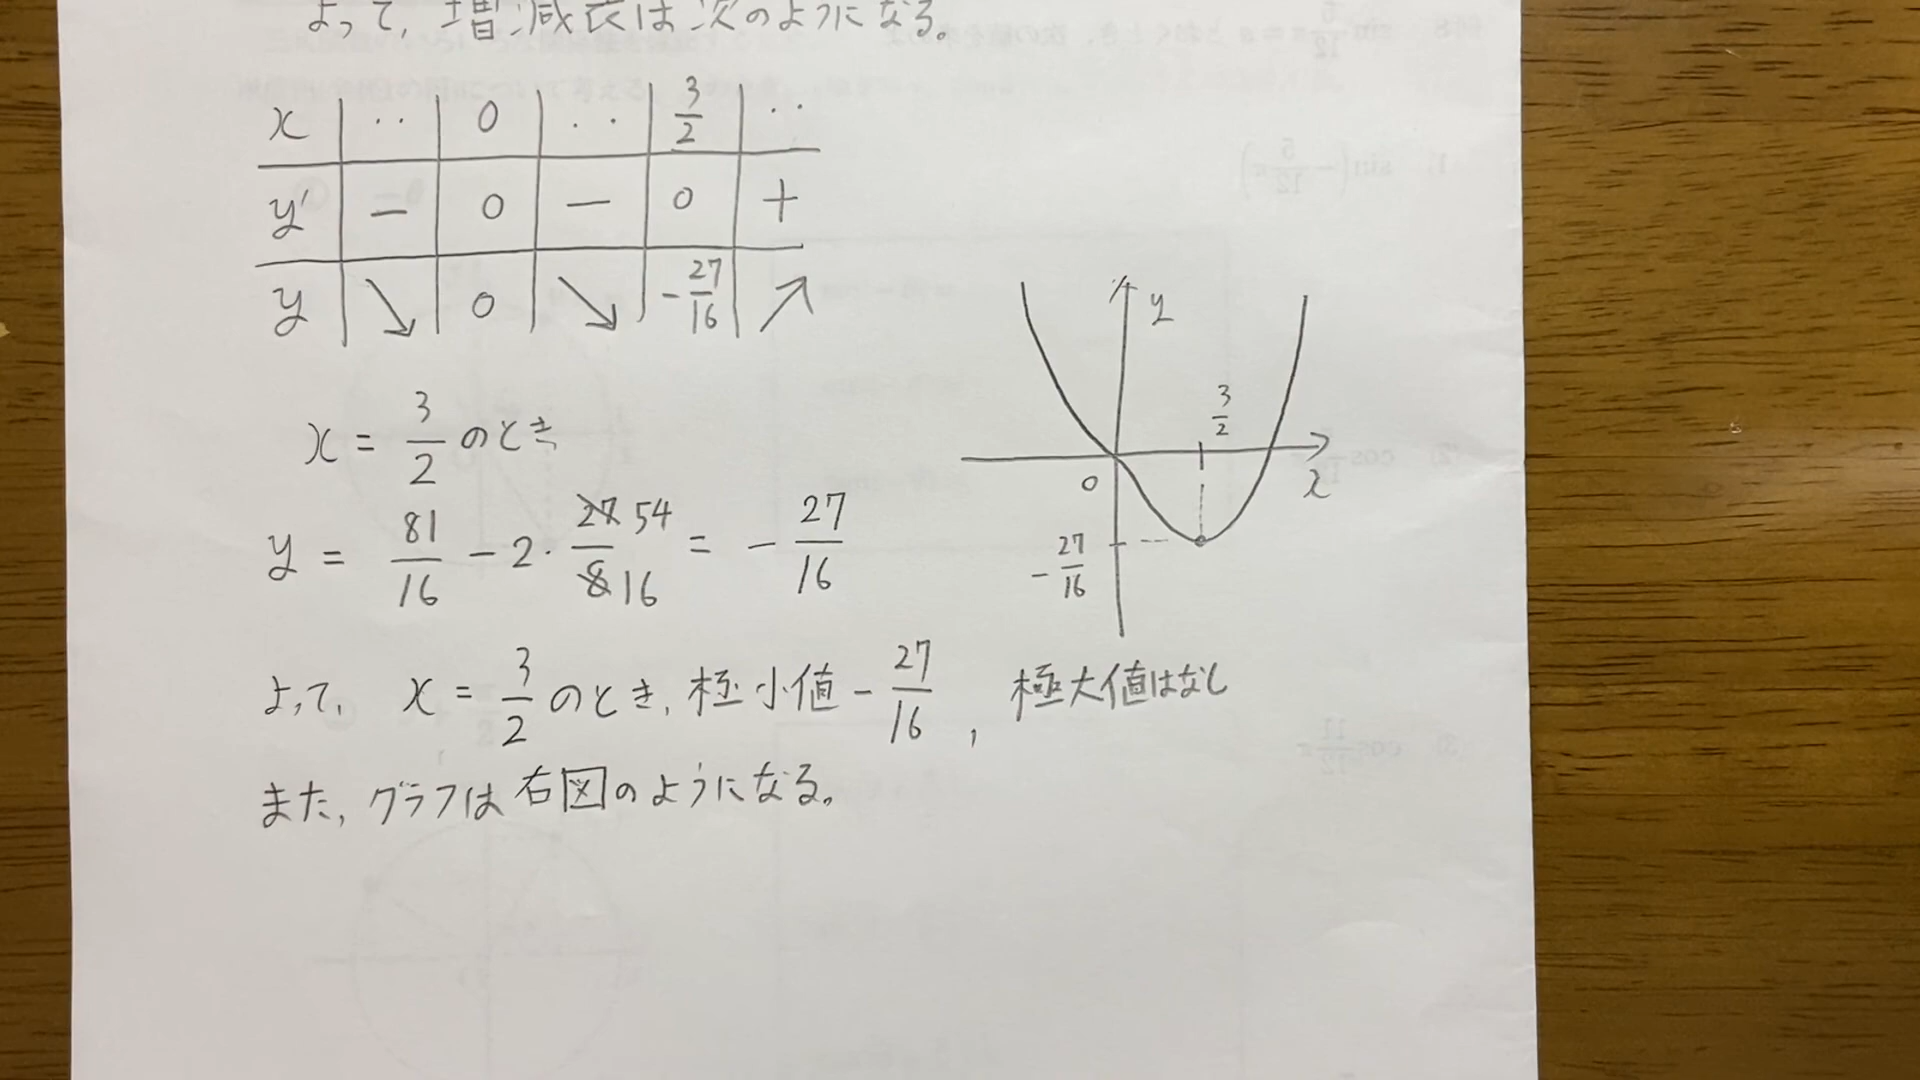 よって, 増減表は次のようになる。
x | ‥ | 0 | ‥ | 3/2 | ‥
y' | − | 0 | − | 0 | +
y | ↘ | 0 | ↘ | -27/16 | ↗
x = 3/2 のとき
y = 81/16 − 2・27/8 54/16 = − 27/16
よって, x = 3/2 のとき, 極小値 − 27/16 , 極大値はなし
また, グラフは右図のようになる。
y
3/2
0
x
− 27/16